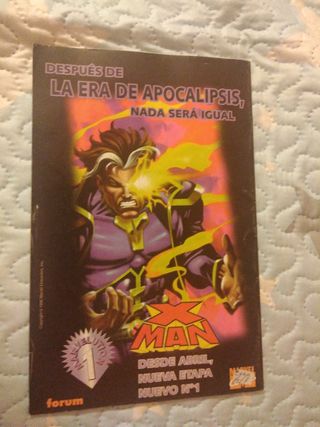 DESPUÉS DE
LA ERA DE APOCALIPSIS,
NADA SERÁ IGUAL
X
MAN
DESDE ABRIL,
NUEVA ETAPA
NUEVO Nº1
1
forum